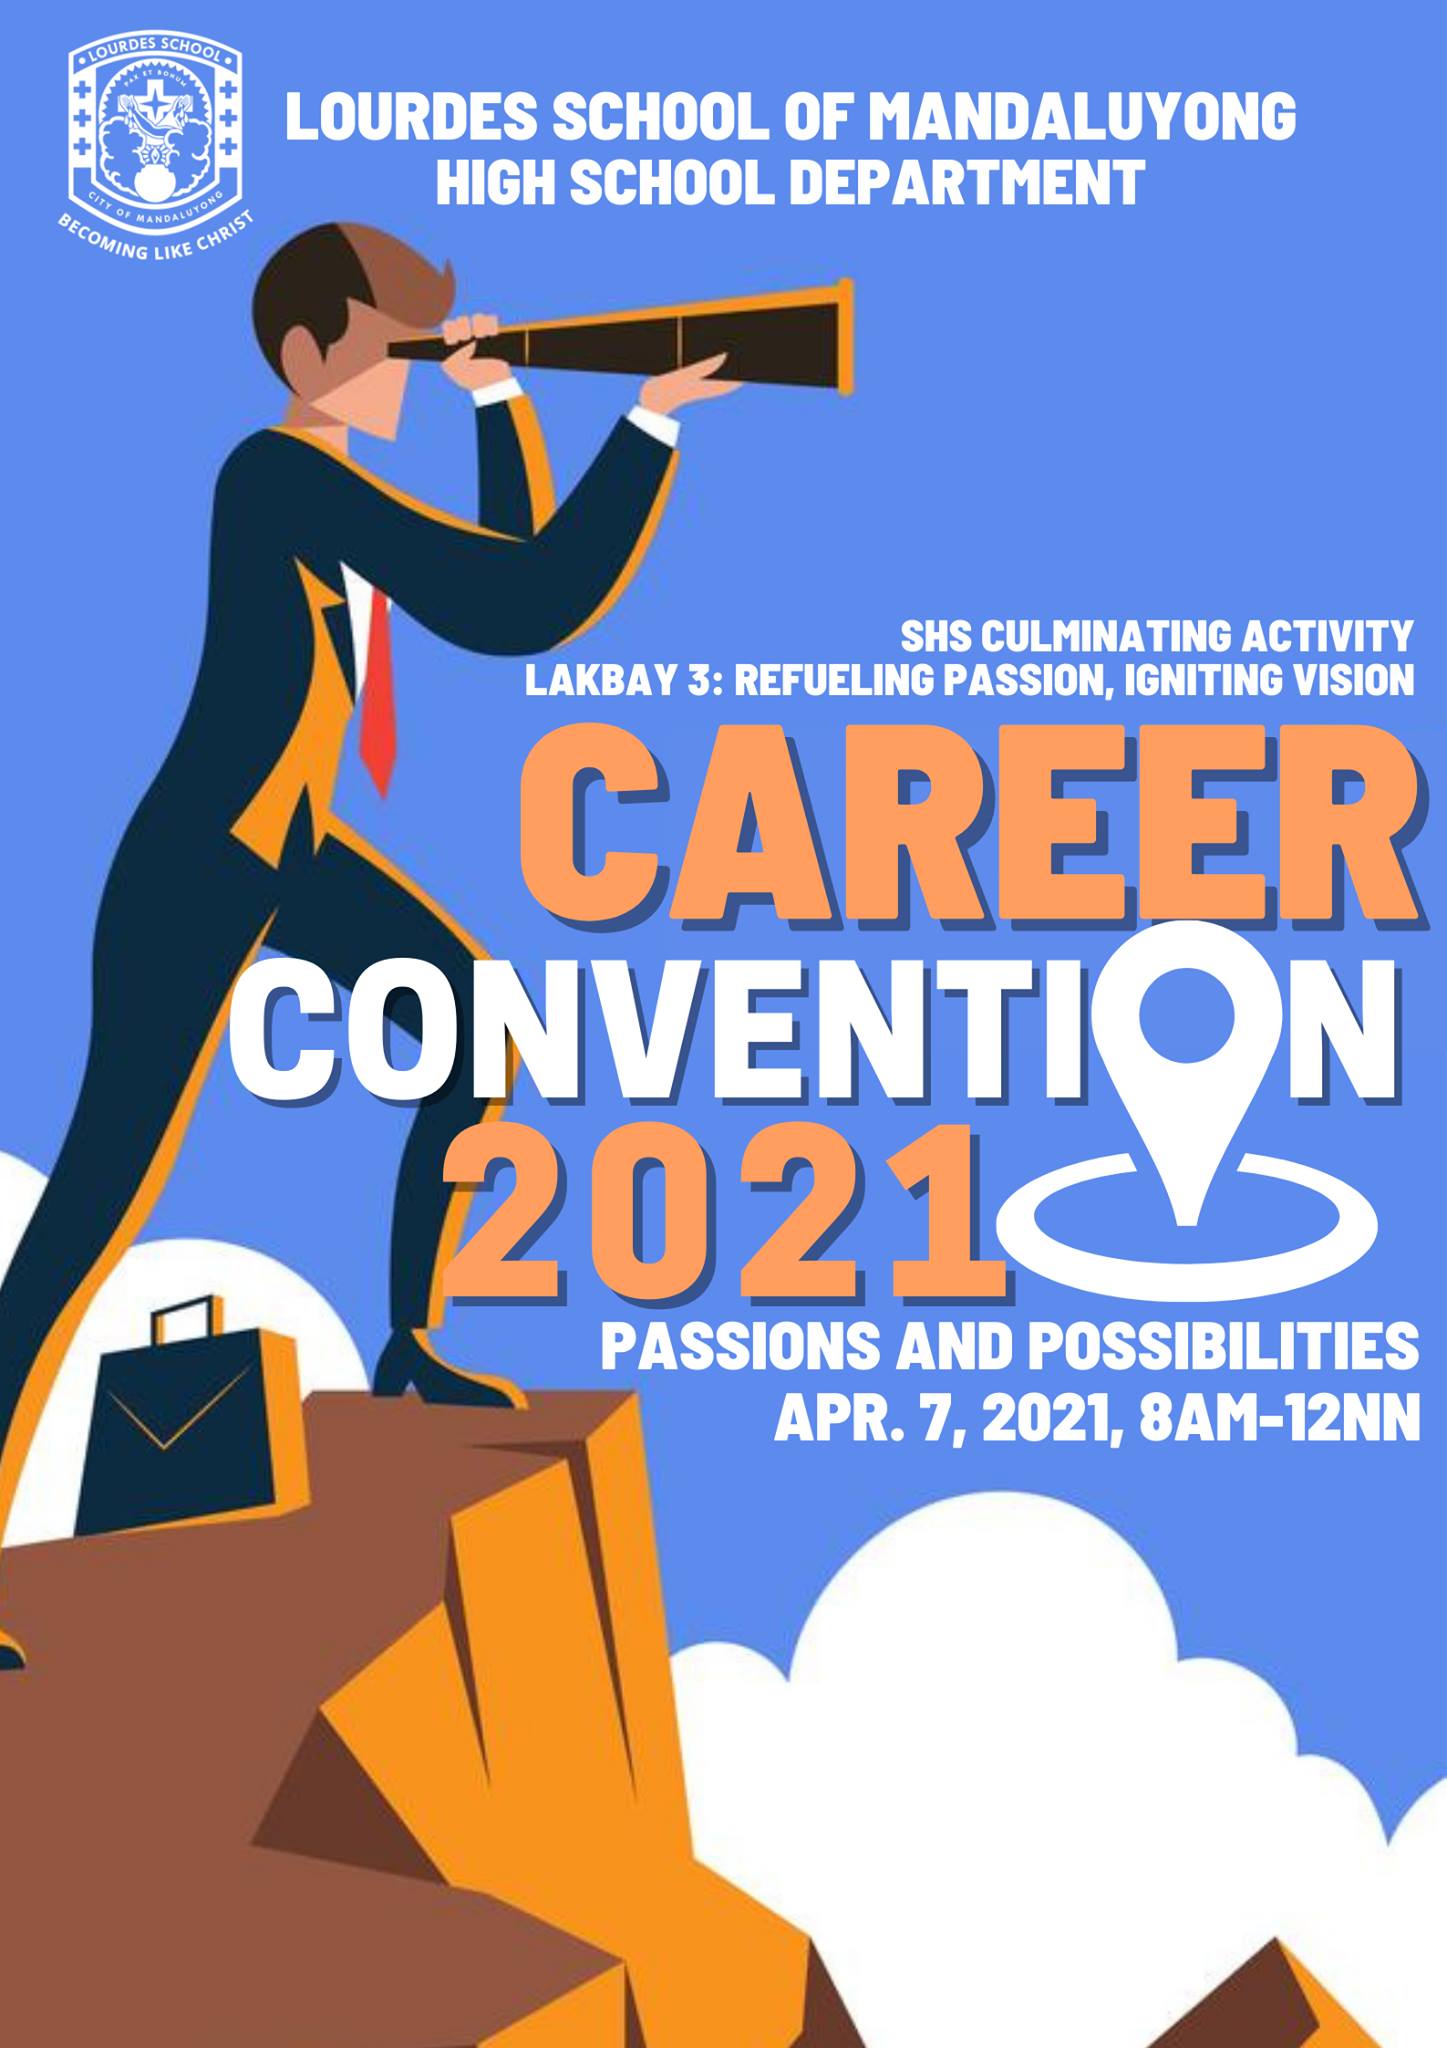 LOURDES SCHOOL
PAX ET BONUM
CITY OF MANDALUYONG
BECOMING LIKE CHRIST
LOURDES SCHOOL OF MANDALUYONG
HIGH SCHOOL DEPARTMENT
SHS CULMINATING ACTIVITY
LAKBAY 3: REFUELING PASSION, IGNITING VISION
CAREER
CONVENTION
2021
PASSIONS AND POSSIBILITIES
APR. 7, 2021, 8AM-12NN